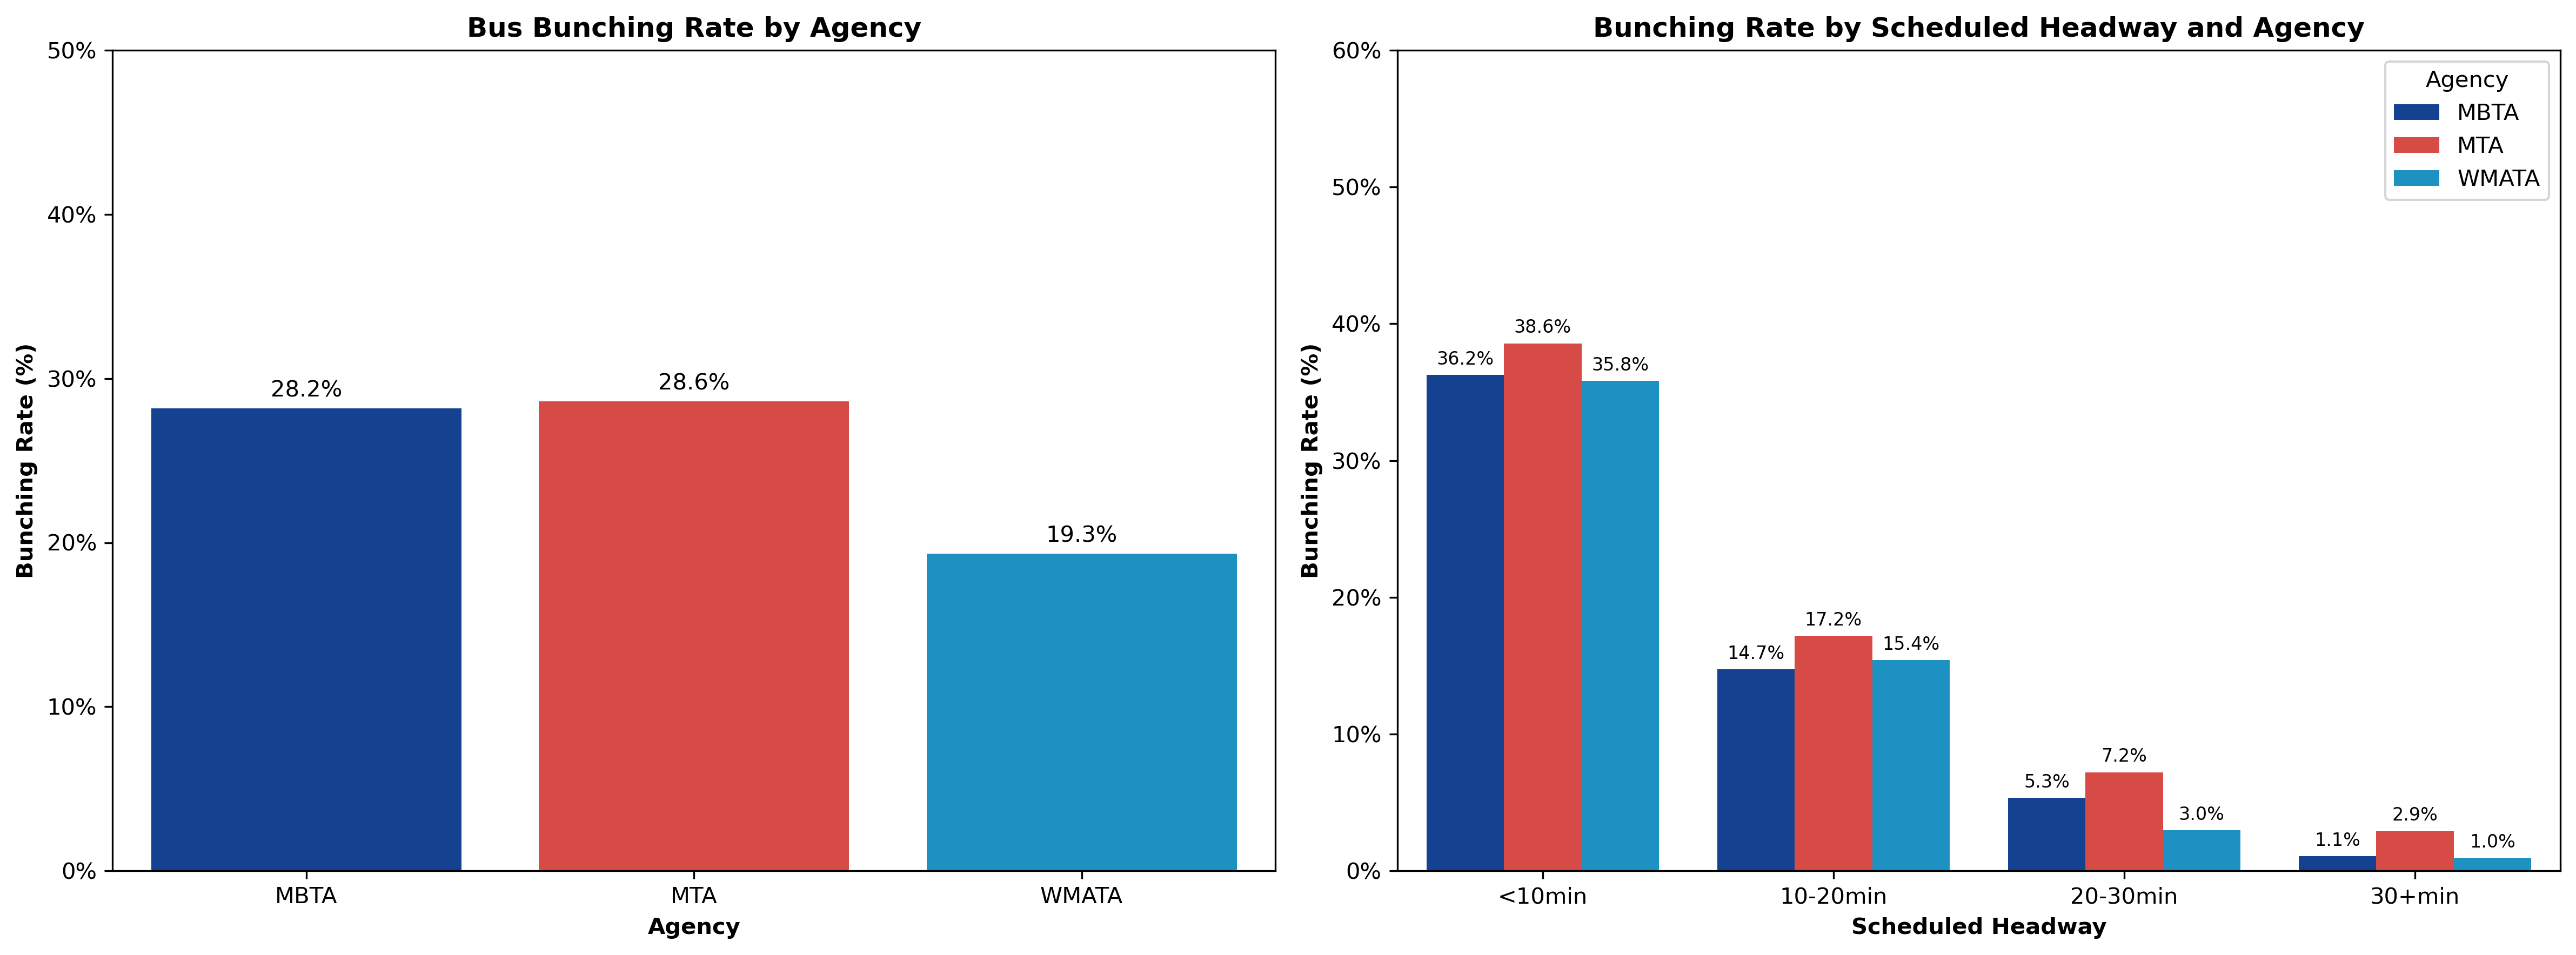 Bus Bunching Rate by Agency
50%
40%
30%
20%
10%
0%
Bunching Rate (%)
28.2%
28.6%
19.3%
MBTA
MTA
WMATA
Agency
Bunching Rate by Scheduled Headway and Agency
60%
50%
40%
30%
20%
10%
0%
Bunching Rate (%)
Agency
MBTA
MTA
WMATA
36.2%
38.6%
35.8%
14.7%
17.2%
15.4%
5.3%
7.2%
3.0%
1.1%
2.9%
1.0%
<10min
10-20min
20-30min
30+min
Scheduled Headway